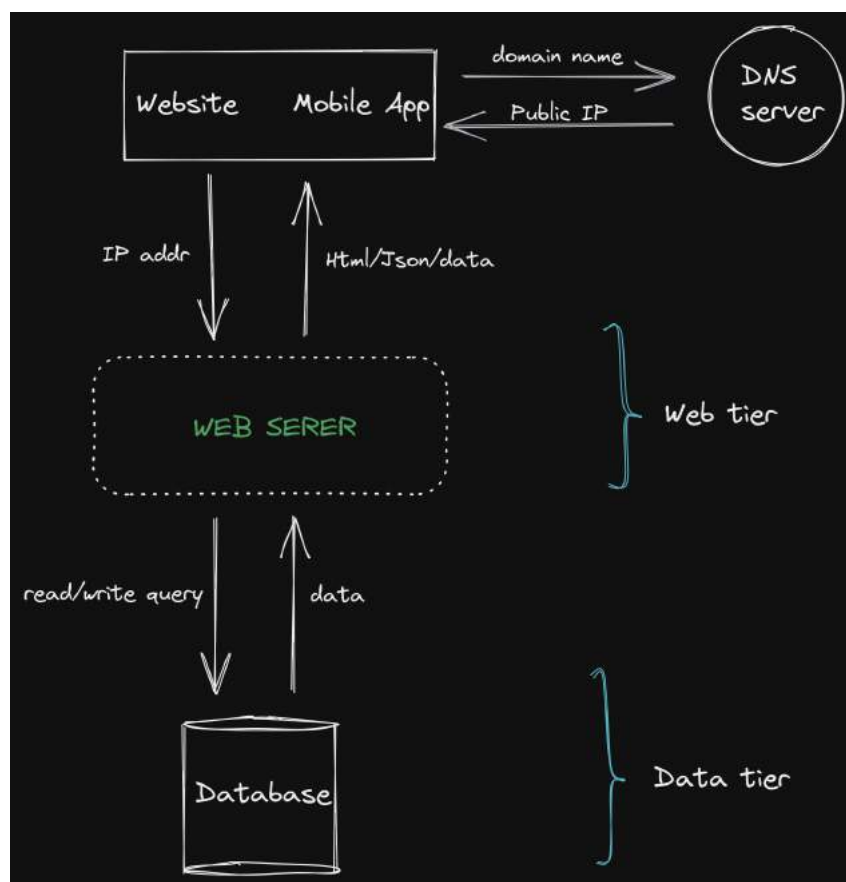 domain name
Website Mobile App
DNS
server
Public IP
IP addr
Html/Json/data
WEB SERER
Web tier
read/write query
data
Database
Data tier